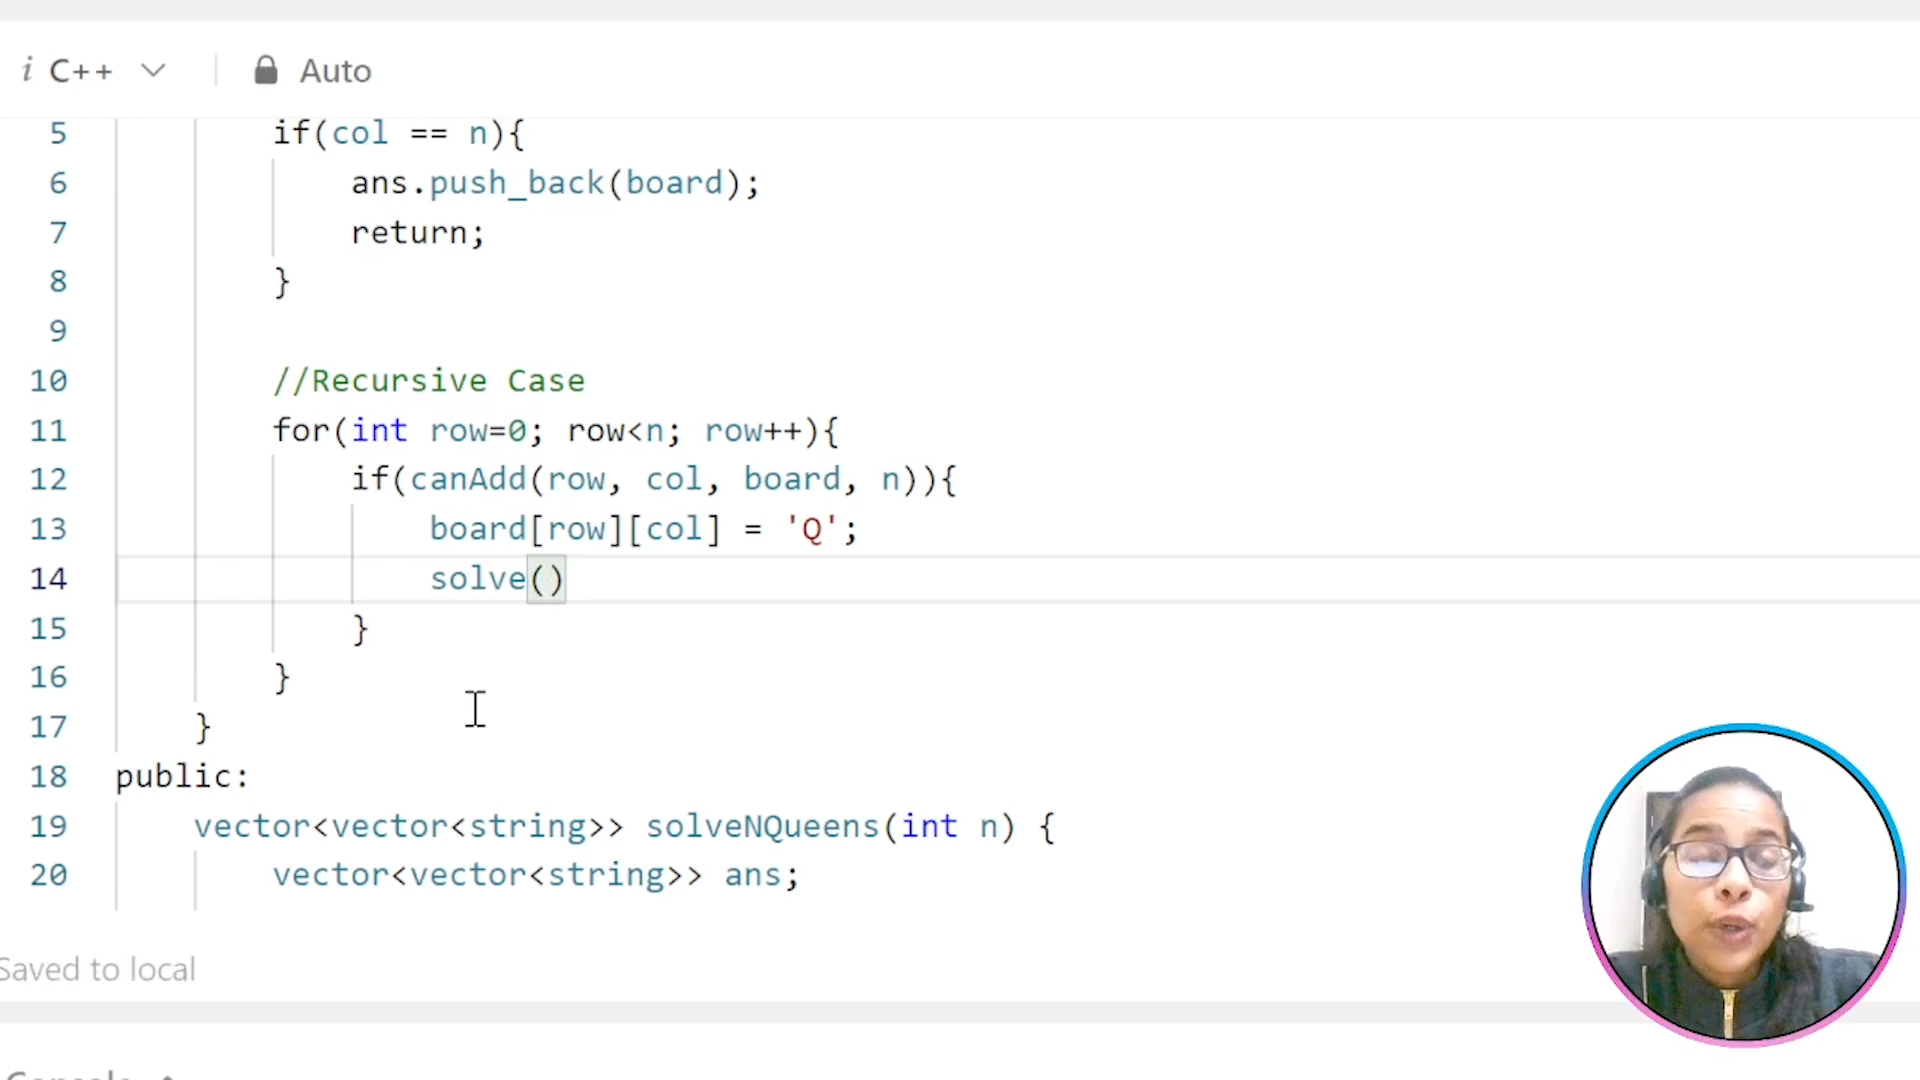 i C++ Auto
5 if(col == n){
6 ans.push_back(board);
7 return;
8 }
9
10 //Recursive Case
11 for(int row=0; row<n; row++){
12 if(canAdd(row, col, board, n)){
13 board[row][col] = 'Q';
14 solve()
15 }
16 }
17 }
18 public:
19 vector<vector<string>> solveNQueens(int n) {
20 vector<vector<string>> ans;
Saved to local